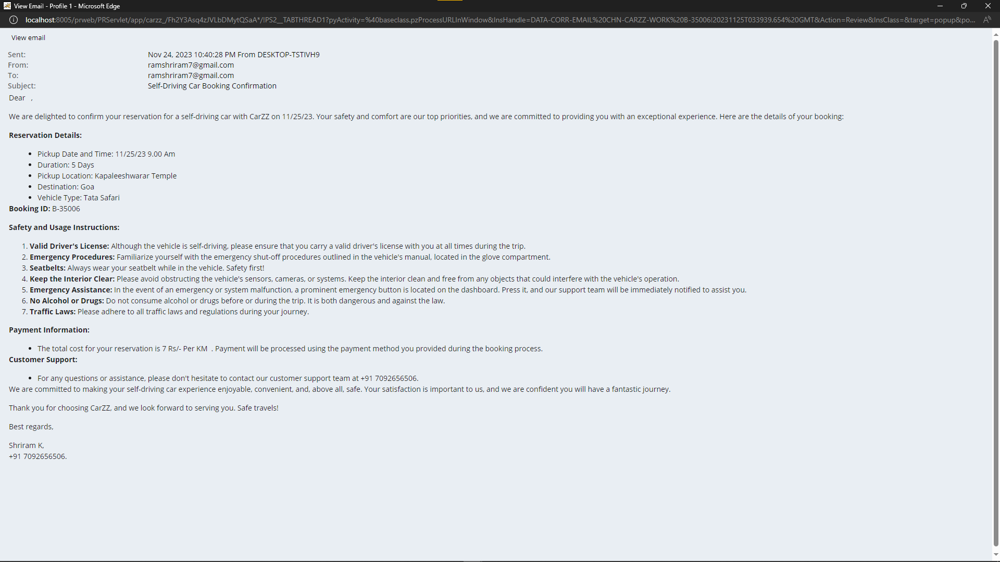 View Email - Profile 1 - Microsoft Edge
localhost:8005/prweb/PRServlet/app/carzz_/Fh2Y3Asq4zJVLbDMytQSaA*/!PS2__TABTHREAD1?pyActivity=%40baseclass.pzProcessURLInWindow&InsHandle=DATA-CORR-EMAIL%20CHN-CARZZ-WORK%20B-35006!20231125T033939.654%20GMT&Action=Review&InsClass=&target=popup&po...
View email
Sent: Nov 24, 2023 10:40:28 PM From DESKTOP-TSTIVH9
From: ramshriram7@gmail.com
To: ramshriram7@gmail.com
Subject: Self-Driving Car Booking Confirmation
Dear ,
We are delighted to confirm your reservation for a self-driving car with CarZZ on 11/25/23. Your safety and comfort are our top priorities, and we are committed to providing you with an exceptional experience. Here are the details of your booking:
Reservation Details:
• Pickup Date and Time: 11/25/23 9.00 Am
• Duration: 5 Days
• Pickup Location: Kapaleeshwarar Temple
• Destination: Goa
• Vehicle Type: Tata Safari
Booking ID: B-35006
Safety and Usage Instructions:
1. Valid Driver's License: Although the vehicle is self-driving, please ensure that you carry a valid driver's license with you at all times during the trip.
2. Emergency Procedures: Familiarize yourself with the emergency shut-off procedures outlined in the vehicle's manual, located in the glove compartment.
3. Seatbelts: Always wear your seatbelt while in the vehicle. Safety first!
4. Keep the Interior Clear: Please avoid obstructing the vehicle's sensors, cameras, or systems. Keep the interior clean and free from any objects that could interfere with the vehicle's operation.
5. Emergency Assistance: In the event of an emergency or system malfunction, a prominent emergency button is located on the dashboard. Press it, and our support team will be immediately notified to assist you.
6. No Alcohol or Drugs: Do not consume alcohol or drugs before or during the trip. It is both dangerous and against the law.
7. Traffic Laws: Please adhere to all traffic laws and regulations during your journey.
Payment Information:
• The total cost for your reservation is 7 Rs/- Per KM . Payment will be processed using the payment method you provided during the booking process.
Customer Support:
• For any questions or assistance, please don't hesitate to contact our customer support team at +91 7092656506.
We are committed to making your self-driving car experience enjoyable, convenient, and, above all, safe. Your satisfaction is important to us, and we are confident you will have a fantastic journey.
Thank you for choosing CarZZ, and we look forward to serving you. Safe travels!
Best regards,
Shriram K,
+91 7092656506.